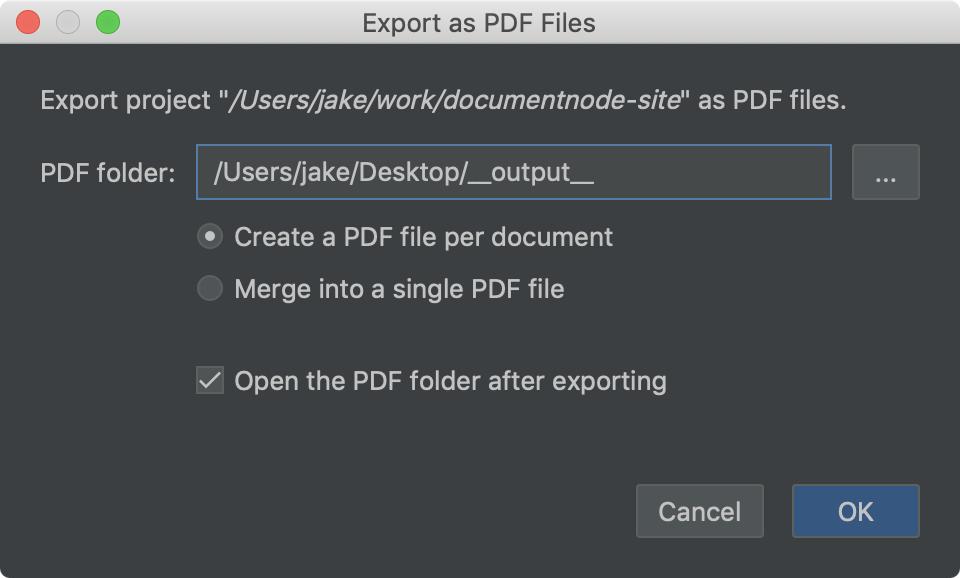 Export as PDF Files
Export project "/Users/jake/work/documentnode-site" as PDF files.
PDF folder: /Users/jake/Desktop/__output__ ...
Create a PDF file per document
Merge into a single PDF file
Open the PDF folder after exporting
Cancel OK